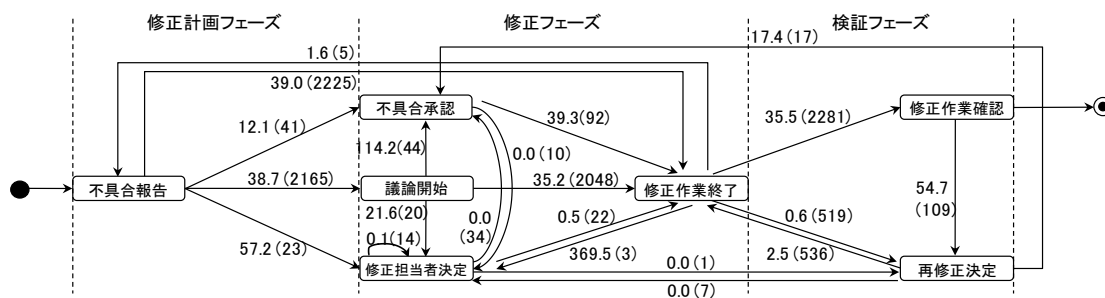 修正計画フェーズ
修正フェーズ
検証フェーズ
17.4 (17)
1.6 (5)
39.0 (2225)
不具合承認
修正作業確認
12.1 (41)
39.3(92)
35.5 (2281)
114.2(44)
0.0 (10)
不具合報告
38.7 (2165)
議論開始
35.2 (2048)
修正作業終了
54.7
(109)
21.6(20)
0.0
(34)
0.5 (22)
0.6 (519)
0.1(14)
57.2 (23)
369.5 (3)
2.5 (536)
修正担当者決定
0.0 (1)
再修正決定
0.0 (7)